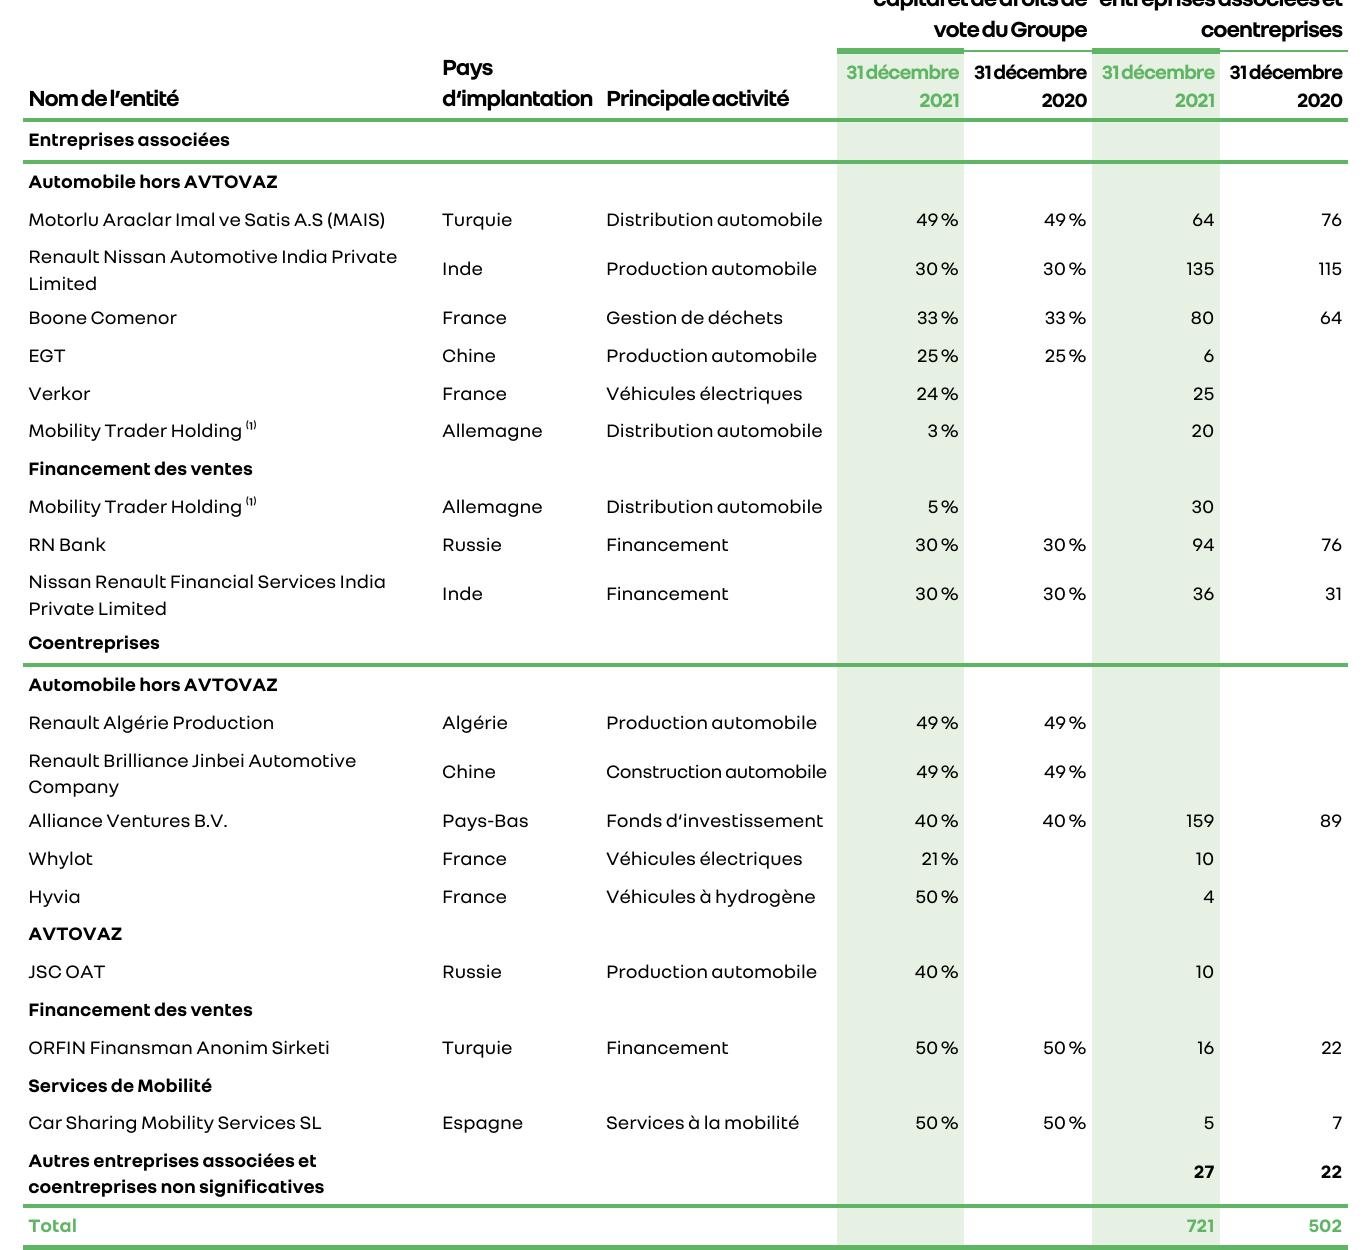 capital et de droits de entreprises associées et
vote du Groupe coentreprises
Pays
31 décembre 31 décembre 31 décembre 31 décembre
Nom de l’entité d’implantation Principale activité 2021 2020 2021 2020
Entreprises associées
Automobile hors AVTOVAZ
Motorlu Araclar Imal ve Satis A.S (MAIS) Turquie Distribution automobile 49 % 49 % 64 76
Renault Nissan Automotive India Private
Limited Inde Production automobile 30 % 30 % 135 115
Boone Comenor France Gestion de déchets 33 % 33 % 80 64
EGT Chine Production automobile 25 % 25 % 6
Verkor France Véhicules électriques 24 % 25
Mobility Trader Holding (1) Allemagne Distribution automobile 3 % 20
Financement des ventes
Mobility Trader Holding (1) Allemagne Distribution automobile 5 % 30
RN Bank Russie Financement 30 % 30 % 94 76
Nissan Renault Financial Services India
Private Limited Inde Financement 30 % 30 % 36 31
Coentreprises
Automobile hors AVTOVAZ
Renault Algérie Production Algérie Production automobile 49 % 49 %
Renault Brilliance Jinbei Automotive
Company Chine Construction automobile 49 % 49 %
Alliance Ventures B.V. Pays-Bas Fonds d’investissement 40 % 40 % 159 89
Whylot France Véhicules électriques 21 % 10
Hyvia France Véhicules à hydrogène 50 % 4
AVTOVAZ
JSC OAT Russie Production automobile 40 % 10
Financement des ventes
ORFIN Finansman Anonim Sirketi Turquie Financement 50 % 50 % 16 22
Services de Mobilité
Car Sharing Mobility Services SL Espagne Services à la mobilité 50 % 50 % 5 7
Autres entreprises associées et
coentreprises non significatives 27 22
Total 721 502